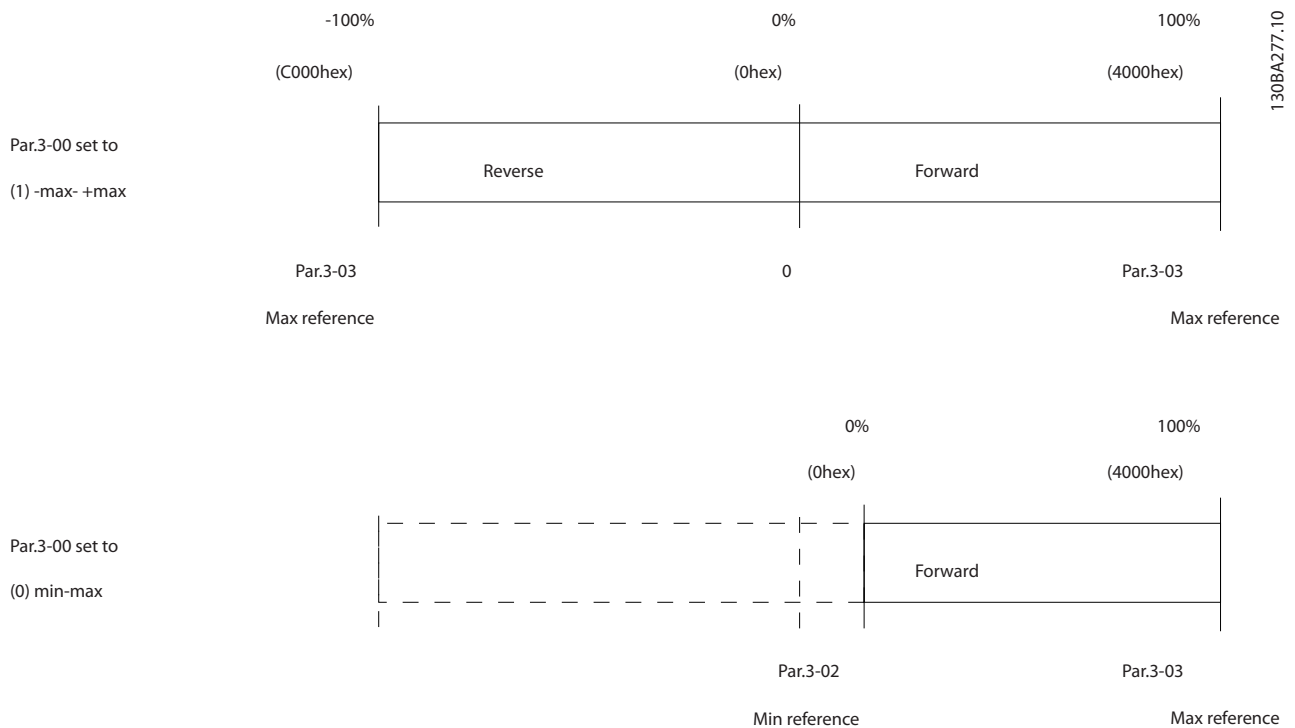 -100% 0% 100%
(C000hex) (0hex) (4000hex)
130BA277.10
Par.3-00 set to
(1) -max- +max
Reverse Forward
Par.3-03 0 Par.3-03
Max reference Max reference
0% 100%
(0hex) (4000hex)
Par.3-00 set to
(0) min-max
Forward
Par.3-02 Par.3-03
Min reference Max reference